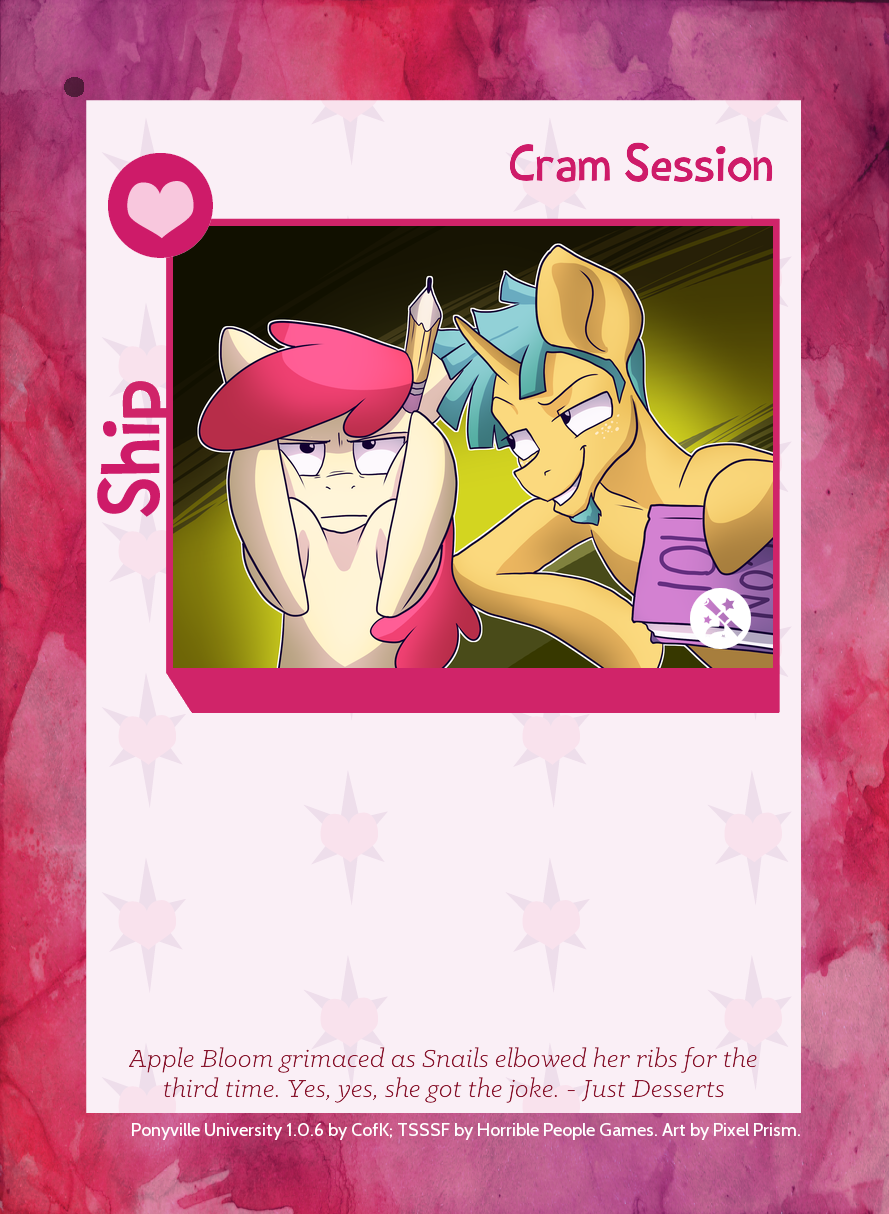 Cram Session
Ship
101
Apple Bloom grimaced as Snails elbowed her ribs for the
third time. Yes, yes, she got the joke. - Just Desserts
Ponyville University 1.0.6 by CofK; TSSSF by Horrible People Games. Art by Pixel Prism.